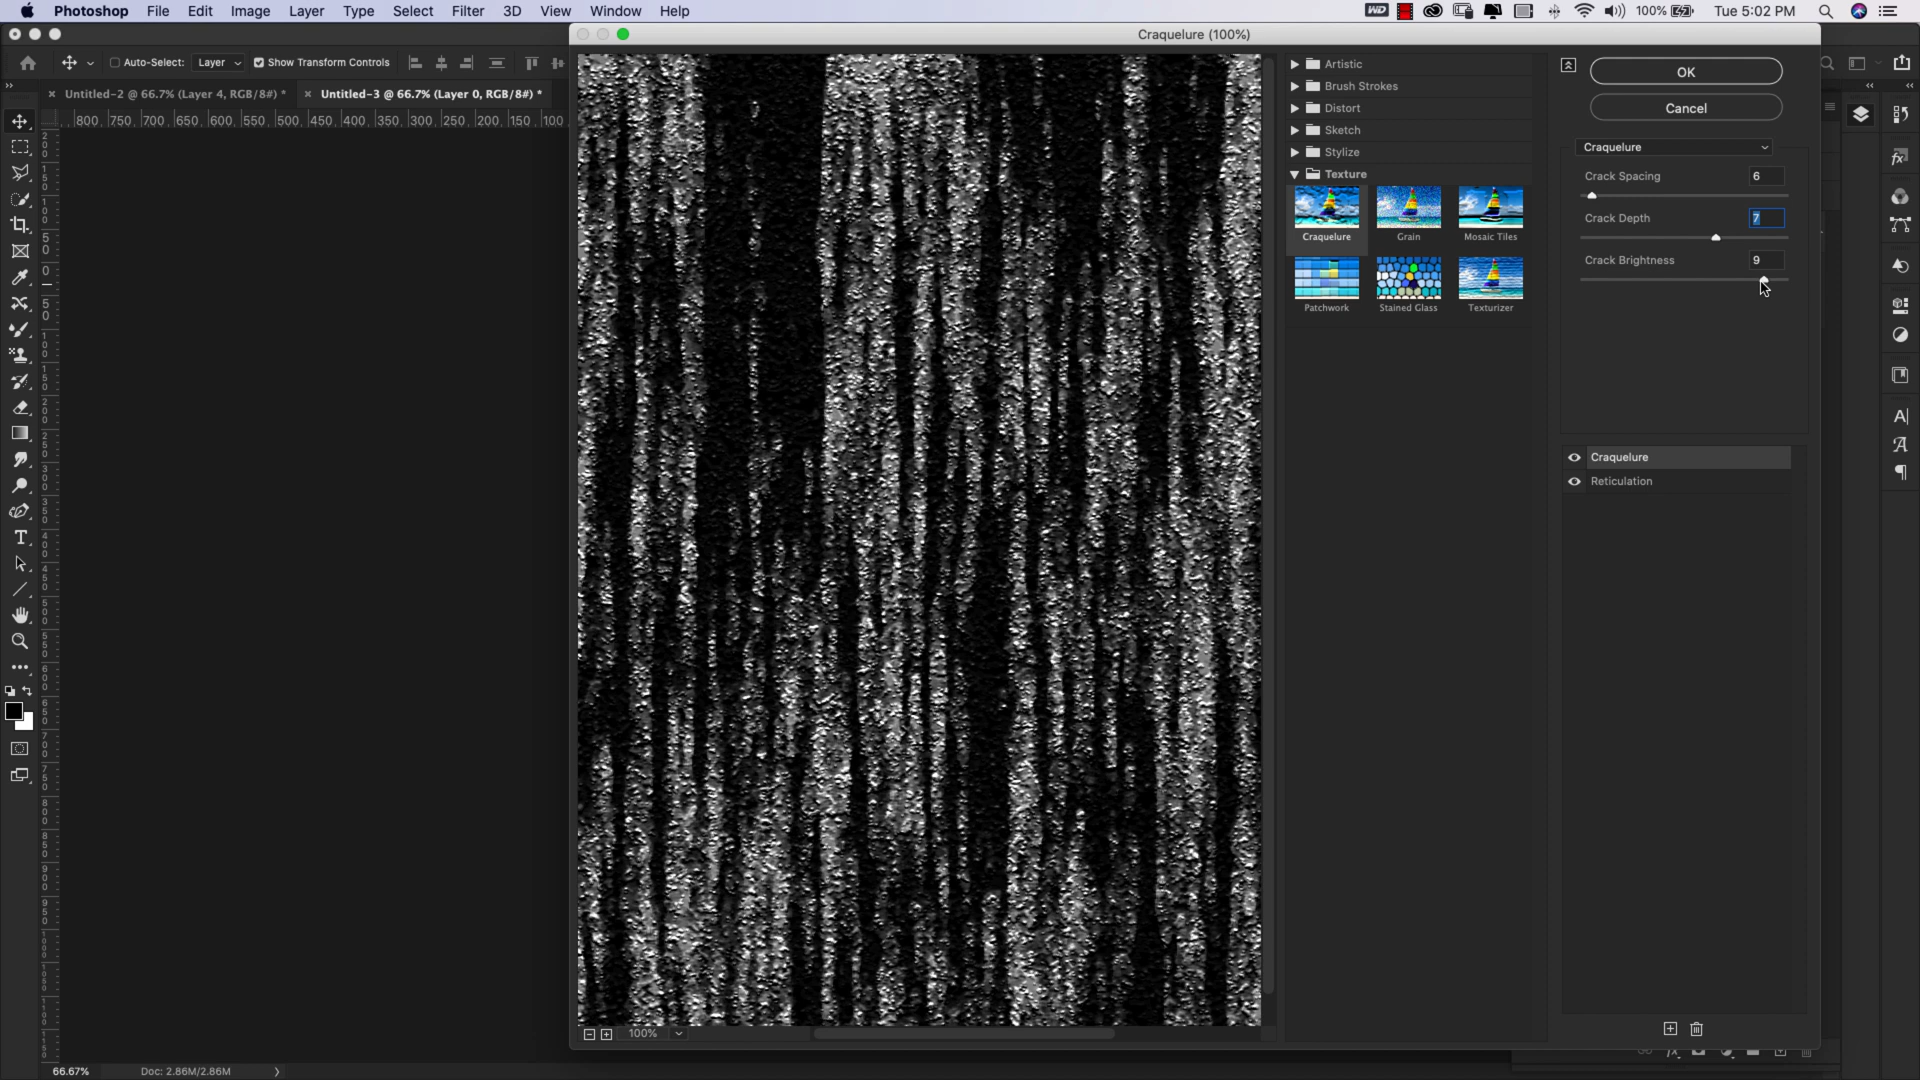 Photoshop File Edit Image Layer Type Select Filter 3D View Window Help
100% Tue 5:02 PM
Craquelure (100%)
Auto-Select: Layer Show Transform Controls
Untitled-2 @ 66.7% (Layer 4, RGB/8#) *
Untitled-3 @ 66.7% (Layer 0, RGB/8#) *
800 750 700 650 600 550 500 450 400 350 300 250 200 150 100
Artistic
Brush Strokes
Distort
Sketch
Stylize
Texture
Craquelure Grain Mosaic Tiles
Patchwork Stained Glass Texturizer
OK
Cancel
Craquelure
Crack Spacing 6
Crack Depth 7
Crack Brightness 9
Craquelure
Reticulation
100%
66.67% Doc: 2.86M/2.86M